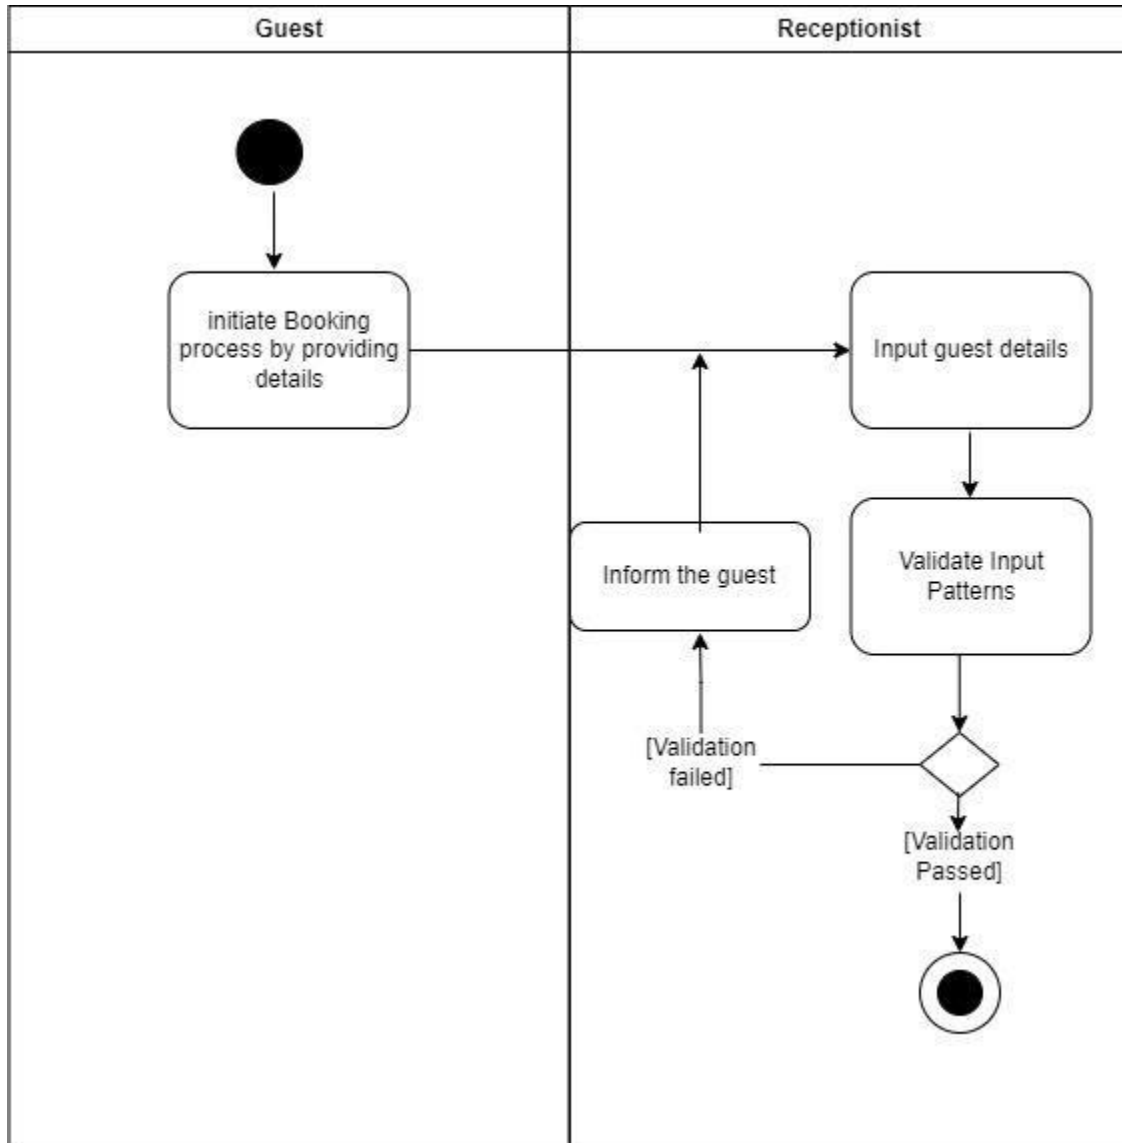 Guest
Receptionist
initiate Booking
process by providing
details
Input guest details
Inform the guest
Validate Input
Patterns
[Validation
failed]
[Validation
Passed]